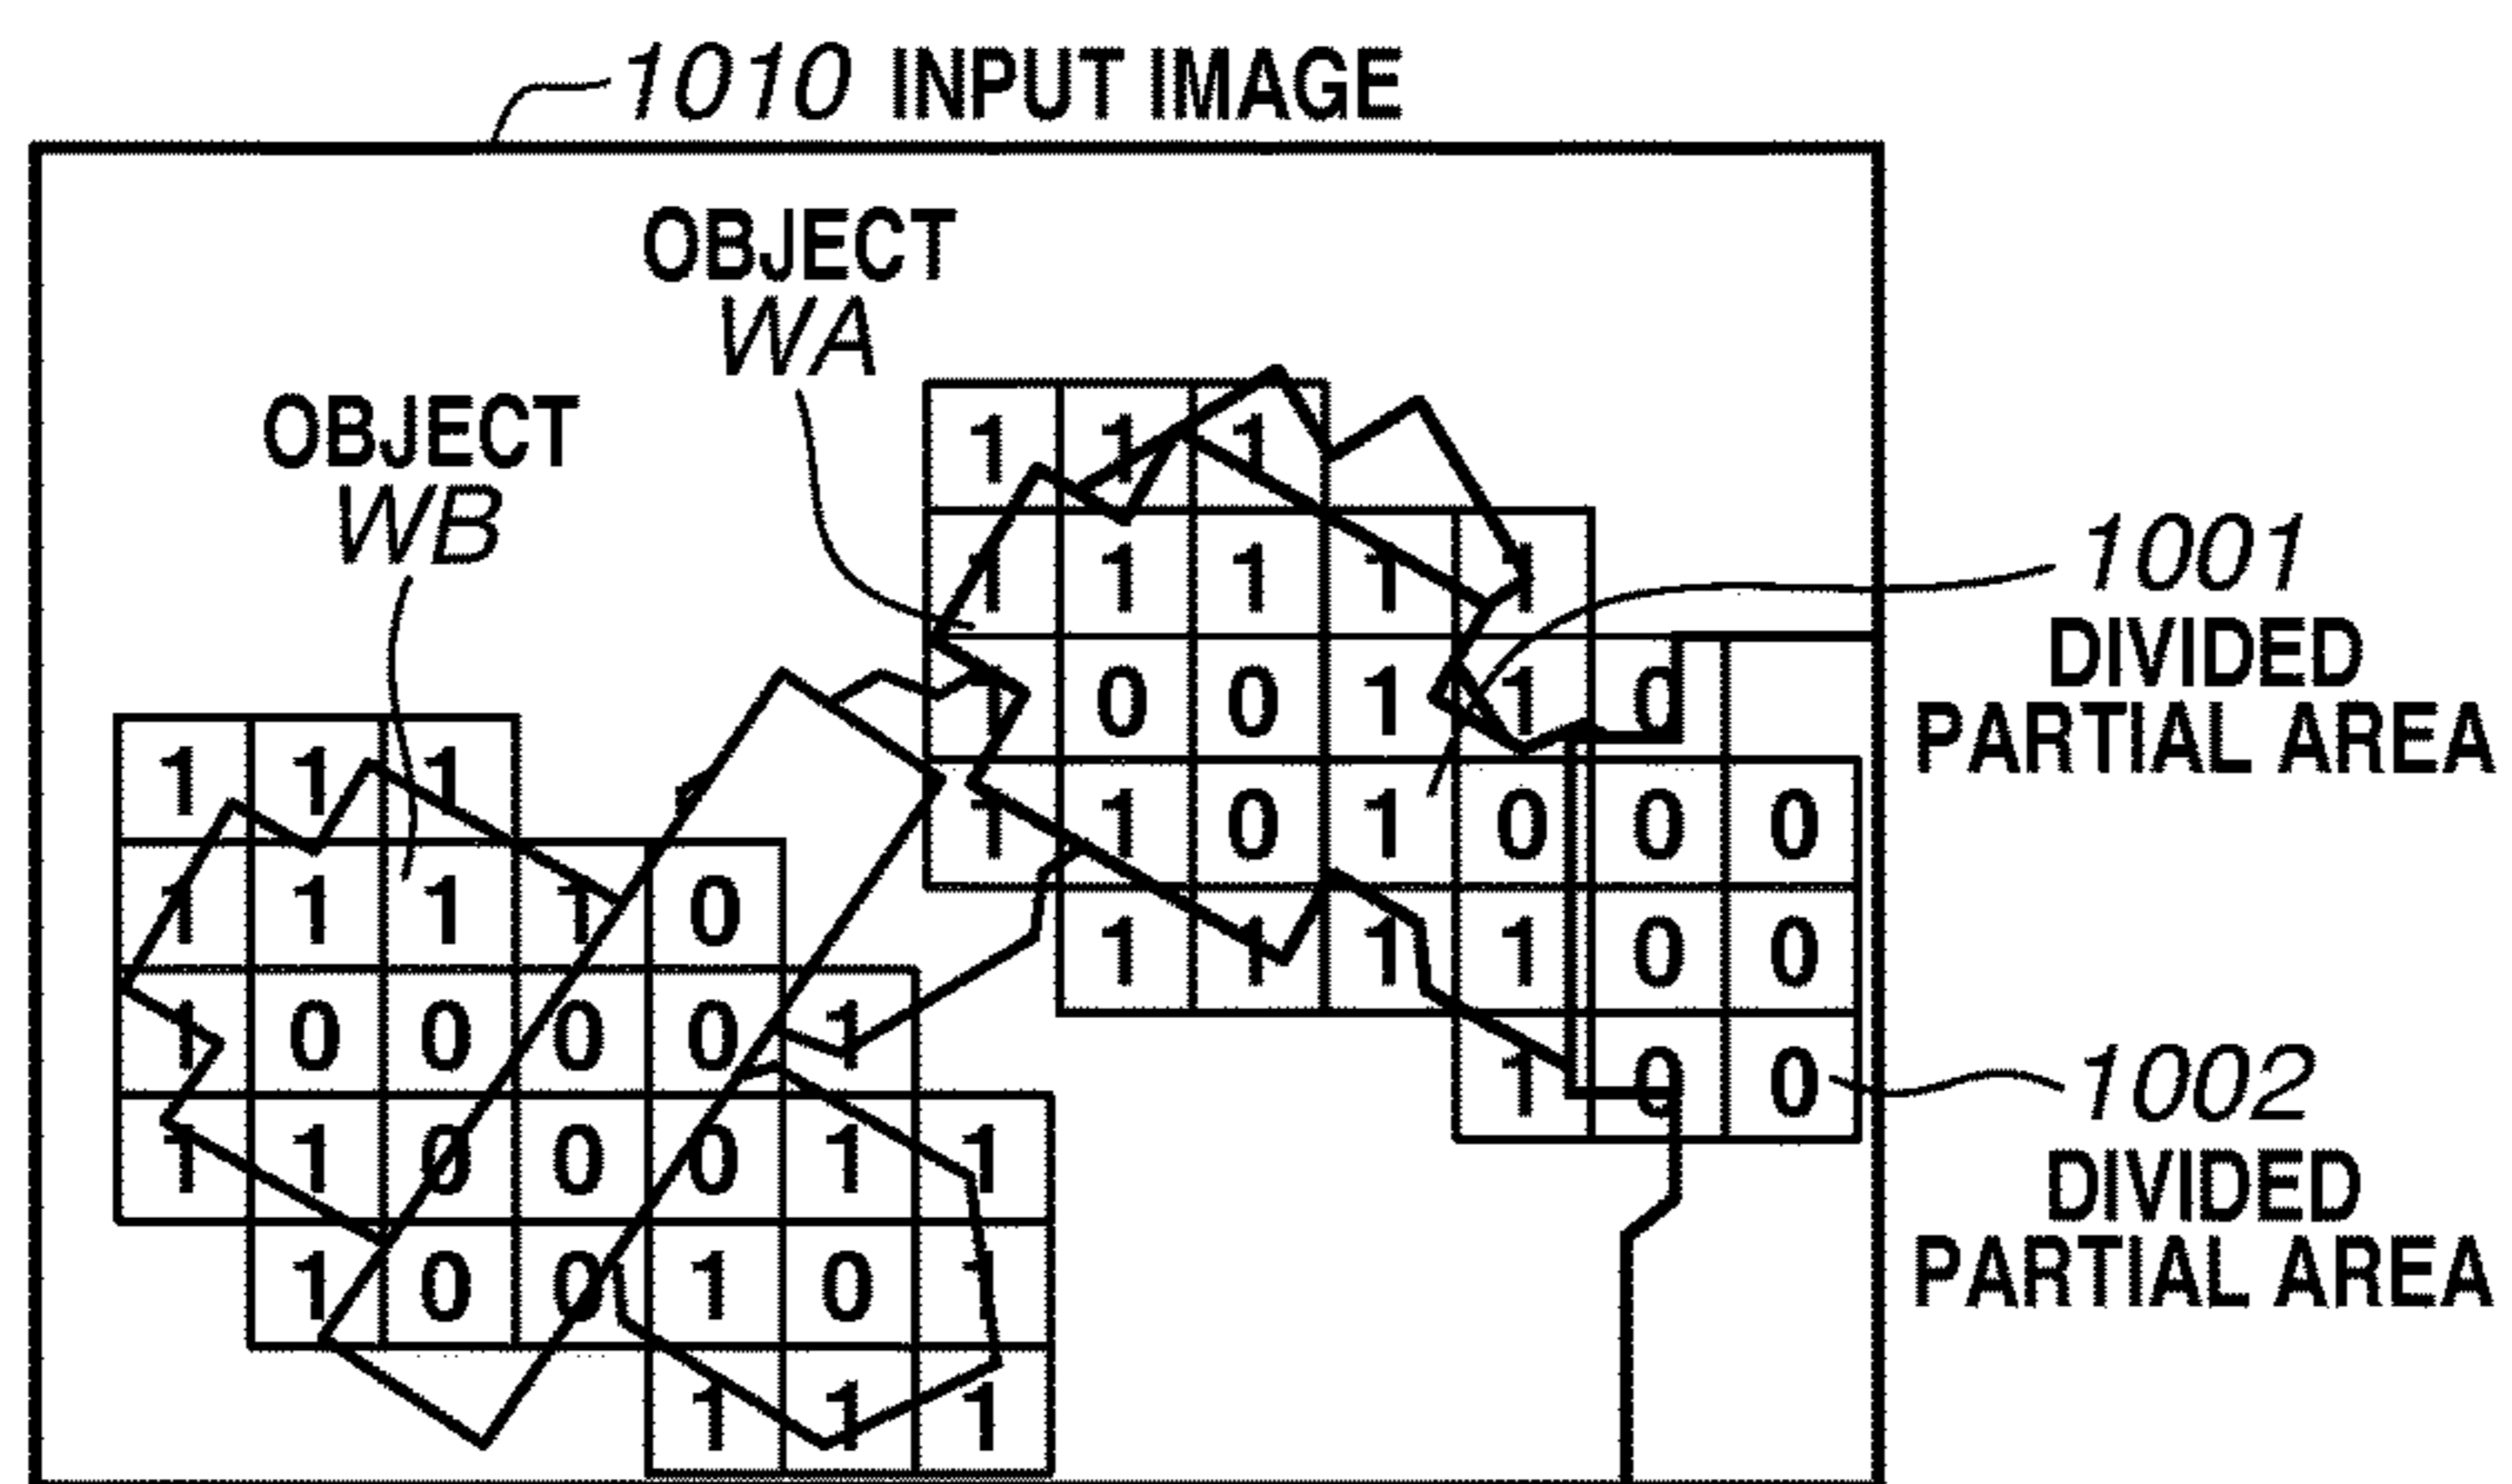 1010 INPUT IMAGE
OBJECT
WA
OBJECT
WB
1 1 1
1 1 1 1 1
1 0 0 1 1 0
1 1 0 1 0 0 0
1 1 1 1 0 0
1 0 0
1 1 1
1 1 1 1 0
1 0 0 0 0 1
1 1 0 0 0 1 1
1 0 0 1 0 1
1 1 1
1001
DIVIDED
PARTIAL AREA
1002
DIVIDED
PARTIAL AREA